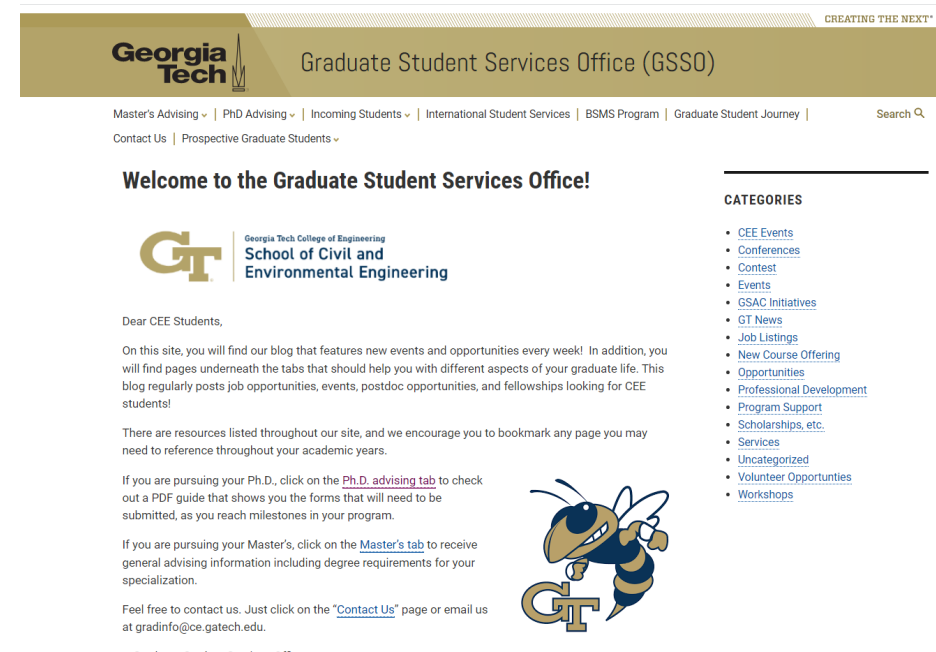 CREATING THE NEXT®
Georgia
Tech
Graduate Student Services Office (GSSO)
Master's Advising | PhD Advising | Incoming Students | International Student Services | BSMS Program | Graduate Student Journey |
Search
Contact Us | Prospective Graduate Students
Welcome to the Graduate Student Services Office!
GT
Georgia Tech College of Engineering
School of Civil and
Environmental Engineering
Dear CEE Students,
On this site, you will find our blog that features new events and opportunities every week! In addition, you
will find pages underneath the tabs that should help you with different aspects of your graduate life. This
blog regularly posts job opportunities, events, postdoc opportunities, and fellowships looking for CEE
students!
There are resources listed throughout our site, and we encourage you to bookmark any page you may
need to reference throughout your academic years.
If you are pursuing your Ph.D., click on the Ph.D. advising tab to check
out a PDF guide that shows you the forms that will need to be
submitted, as you reach milestones in your program.
If you are pursuing your Master's, click on the Master's tab to receive
general advising information including degree requirements for your
specialization.
Feel free to contact us. Just click on the "Contact Us" page or email us
at gradinfo@ce.gatech.edu.
GT
CATEGORIES
CEE Events
Conferences
Contest
Events
GSAC Initiatives
GT News
Job Listings
New Course Offering
Opportunities
Professional Development
Program Support
Scholarships, etc.
Services
Uncategorized
Volunteer Opportunties
Workshops